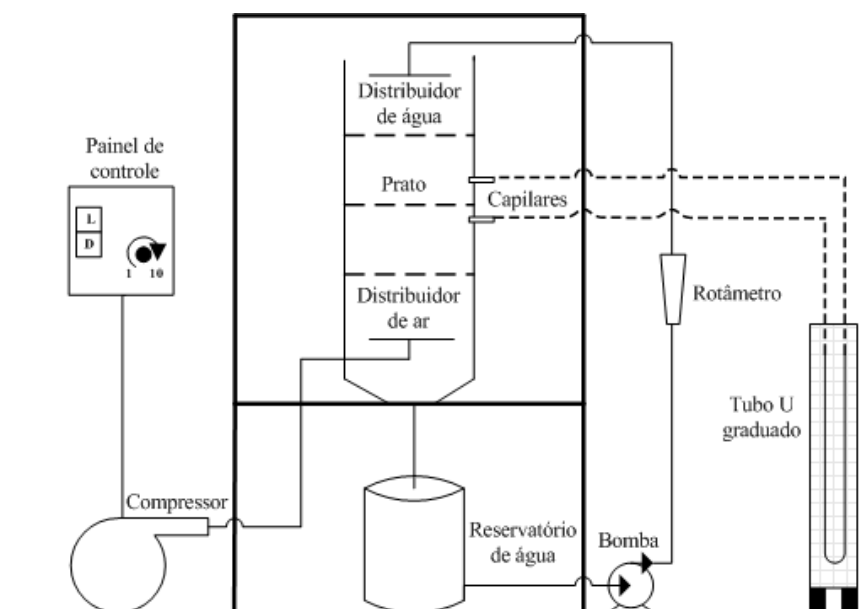 Distribuidor
de água
Painel de
controle
Prato
Capilares
L
D
1 10
Distribuidor
de ar
Rotâmetro
Tubo U
graduado
Compressor
Reservatório
de água
Bomba